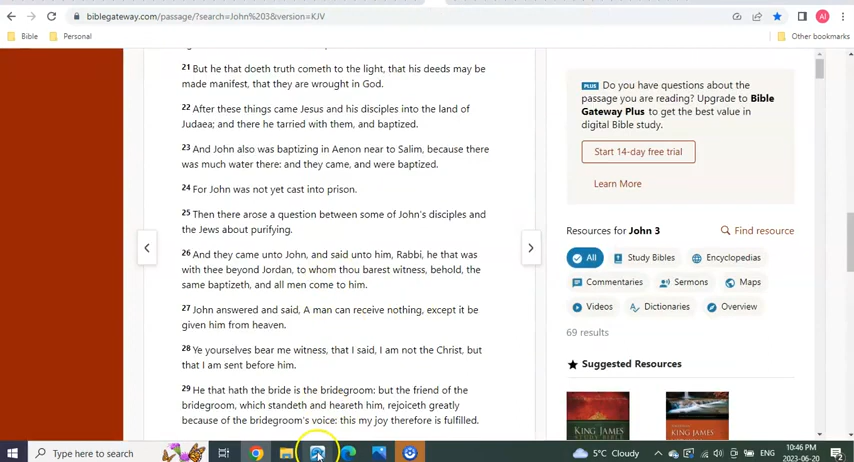 biblegateway.com/passage/?search=John%203&version=KJV
Bible Personal Other bookmarks
21 But he that doeth truth cometh to the light, that his deeds may be
made manifest, that they are wrought in God.
22 After these things came Jesus and his disciples into the land of
Judaea; and there he tarried with them, and baptized.
23 And John also was baptizing in Aenon near to Salim, because there
was much water there: and they came, and were baptized.
24 For John was not yet cast into prison.
25 Then there arose a question between some of John's disciples and
the Jews about purifying.
26 And they came unto John, and said unto him, Rabbi, he that was
with thee beyond Jordan, to whom thou barest witness, behold, the
same baptizeth, and all men come to him.
27 John answered and said, A man can receive nothing, except it be
given him from heaven.
28 Ye yourselves bear me witness, that I said, I am not the Christ, but
that I am sent before him.
29 He that hath the bride is the bridegroom: but the friend of the
bridegroom, which standeth and heareth him, rejoiceth greatly
because of the bridegroom's voice: this my joy therefore is fulfilled.
PLUS Do you have questions about the
passage you are reading? Upgrade to Bible
Gateway Plus to get the best value in
digital Bible study.
Start 14-day free trial
Learn More
Resources for John 3 Find resource
All Study Bibles Encyclopedias
Commentaries Sermons Maps
Videos Dictionaries Overview
69 results
Suggested Resources
KING JAMES
KING JAMES
Type here to search
5°C Cloudy
ENG
10:46 PM
2023-06-20
2